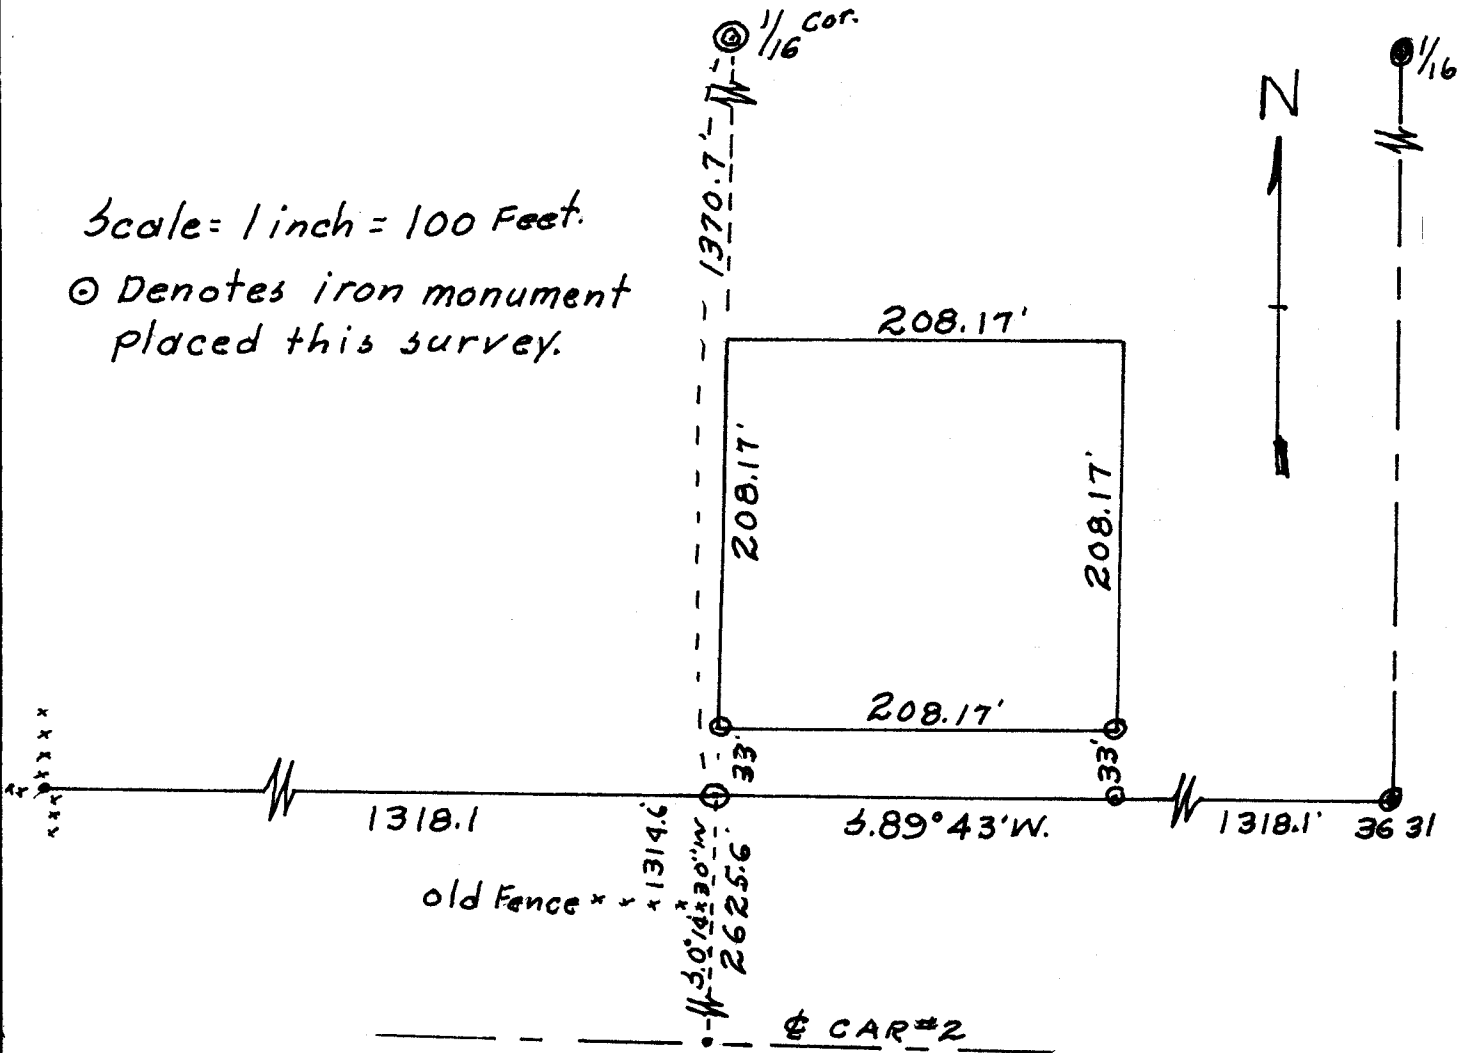 1/16 Cor.
1/16
N
1370.7'
Scale= 1 inch = 100 Feet.
⊙ Denotes iron monument
placed this survey.
208.17'
208.17'
208.17'
208.17'
33'
33'
1318.1
S.89°43'W.
1318.1'
36 31
1314.6'
old Fence x x x x
S.0°14'30"W
2625.6'
℄ CAR#2